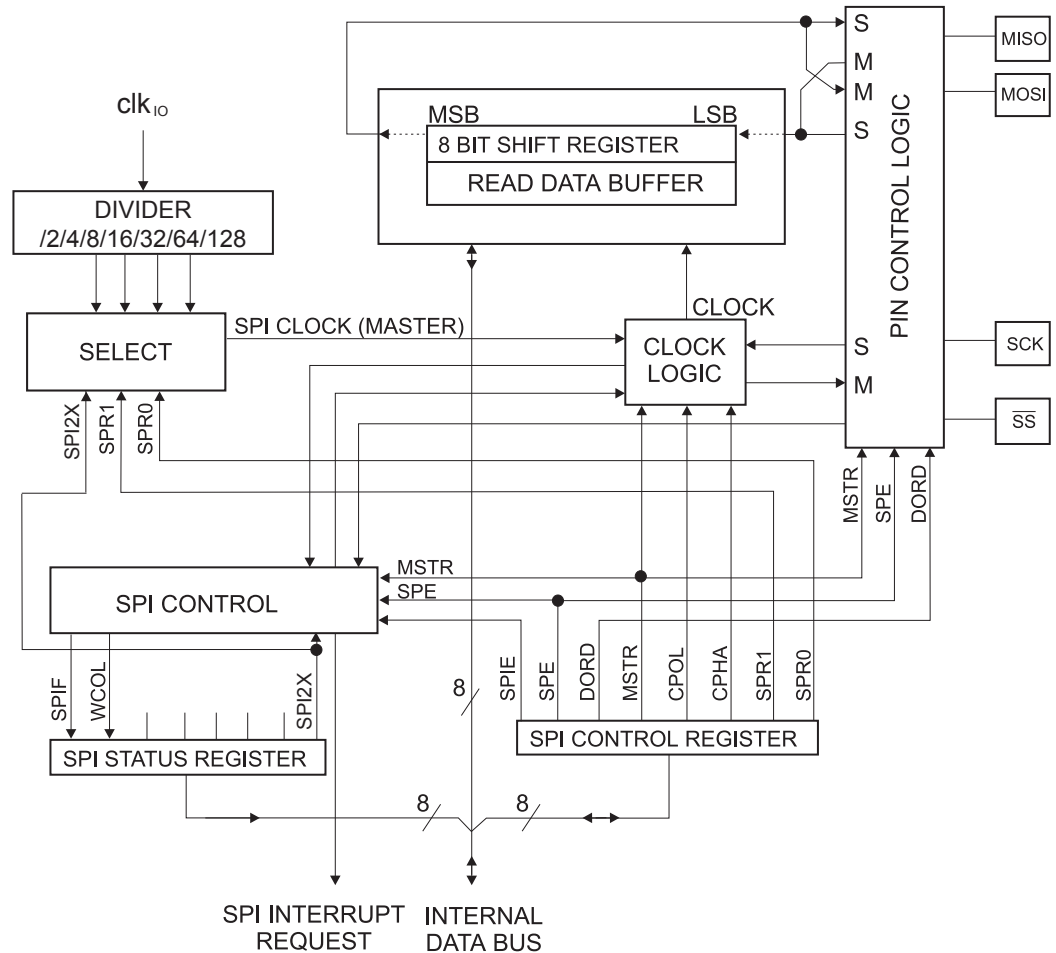 S
MISO
M
M
MOSI
clk IO
MSB
LSB
S
8 BIT SHIFT REGISTER
READ DATA BUFFER
DIVIDER
/2/4/8/16/32/64/128
PIN CONTROL LOGIC
CLOCK
SPI CLOCK (MASTER)
SELECT
CLOCK
LOGIC
S
SCK
M
SS
SPI2X
SPR1
SPR0
MSTR
SPE
DORD
MSTR
SPE
SPI CONTROL
SPIF
WCOL
SPI2X
8
SPIE
SPE
DORD
MSTR
CPOL
CPHA
SPR1
SPR0
SPI STATUS REGISTER
SPI CONTROL REGISTER
8
8
SPI INTERRUPT
REQUEST
INTERNAL
DATA BUS